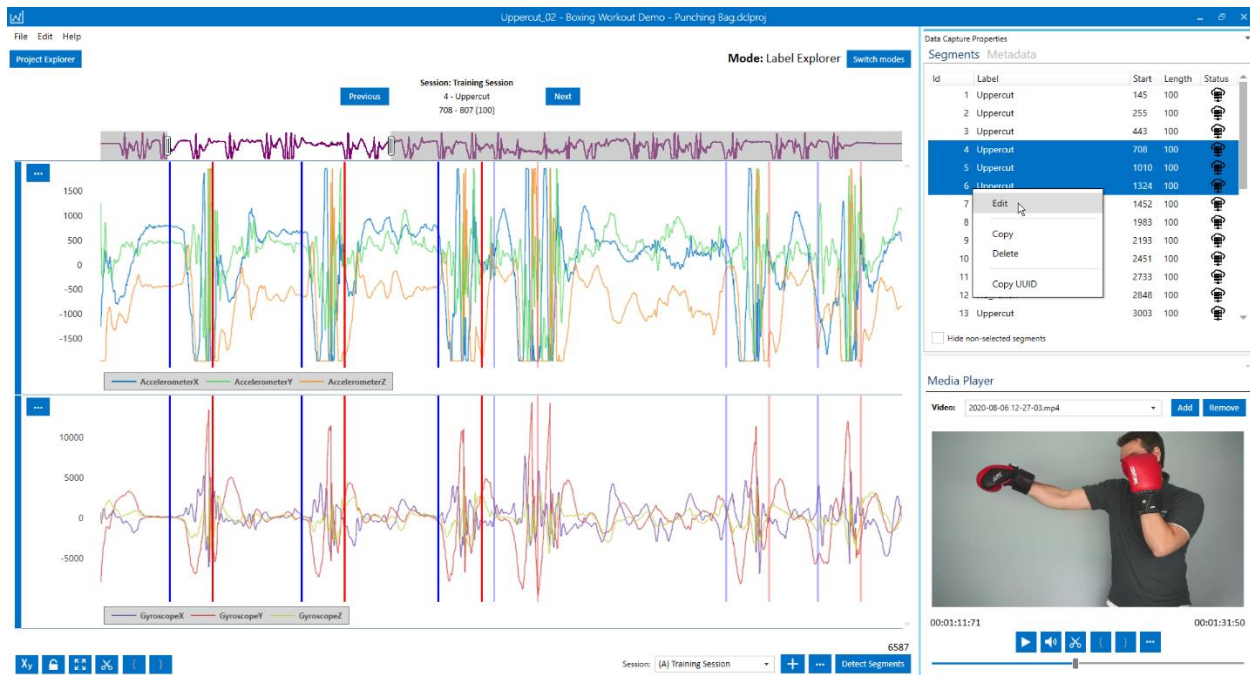 Uppercut_02 - Boxing Workout Demo - Punching Bag.dclproj
File Edit Help
Project Explorer
Mode: Label Explorer Switch modes
Session: Training Session
Previous 4 - Uppercut Next
708 - 807 (100)
1500
1000
500
0
-500
-1000
-1500
AccelerometerX AccelerometerY AccelerometerZ
10000
5000
0
-5000
GyroscopeX GyroscopeY GyroscopeZ
6587
Xy Session: (A) Training Session Detect Segments
Data Capture Properties
Segments Metadata
Id Label Start Length Status
1 Uppercut 145 100
2 Uppercut 255 100
3 Uppercut 443 100
4 Uppercut 708 100
5 Uppercut 1010 100
6 Uppercut 1324 100
7 1452 100
8 1983 100
9 2193 100
10 2451 100
11 2733 100
12 2848 100
13 Uppercut 3003 100
Edit
Copy
Delete
Copy UUID
Hide non-selected segments
Media Player
Video: 2020-08-06 12-27-03.mp4 Add Remove
00:01:11:71 00:01:31:50